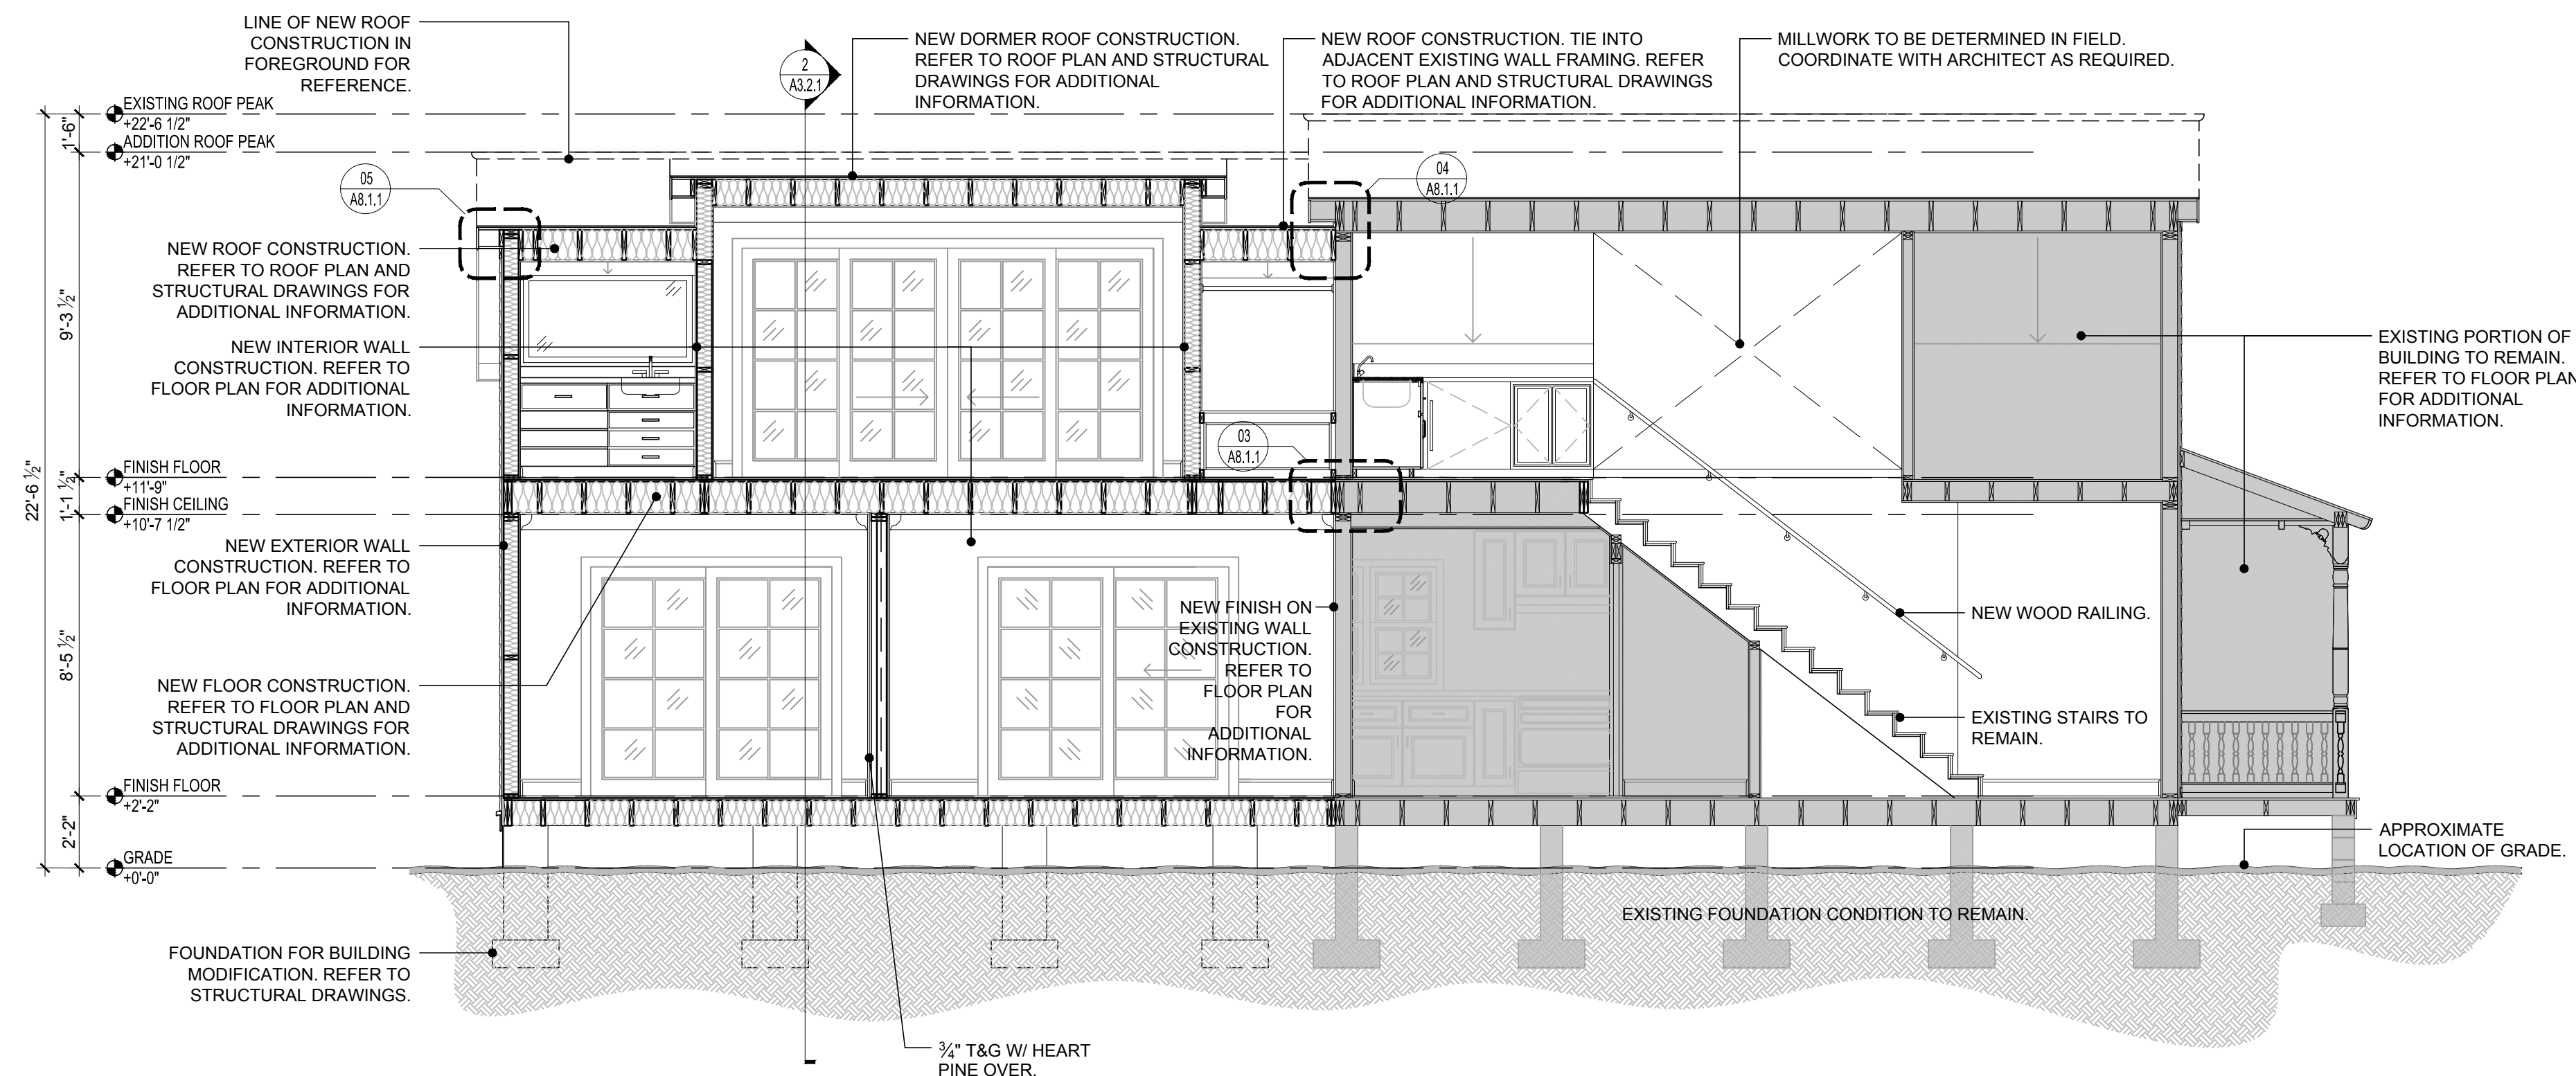 LINE OF NEW ROOF
CONSTRUCTION IN
FOREGROUND FOR
REFERENCE.
2
A3.2.1
NEW DORMER ROOF CONSTRUCTION.
REFER TO ROOF PLAN AND STRUCTURAL
DRAWINGS FOR ADDITIONAL
INFORMATION.
NEW ROOF CONSTRUCTION. TIE INTO
ADJACENT EXISTING WALL FRAMING. REFER
TO ROOF PLAN AND STRUCTURAL DRAWINGS
FOR ADDITIONAL INFORMATION.
MILLWORK TO BE DETERMINED IN FIELD.
COORDINATE WITH ARCHITECT AS REQUIRED.
EXISTING ROOF PEAK
+22'-6 1/2"
ADDITION ROOF PEAK
+21'-0 1/2"
1'-6"
05
A8.1.1
04
A8.1.1
NEW ROOF CONSTRUCTION.
REFER TO ROOF PLAN AND
STRUCTURAL DRAWINGS FOR
ADDITIONAL INFORMATION.
9'-3 ½"
NEW INTERIOR WALL
CONSTRUCTION. REFER TO
FLOOR PLAN FOR ADDITIONAL
INFORMATION.
EXISTING PORTION OF
BUILDING TO REMAIN.
REFER TO FLOOR PLAN
FOR ADDITIONAL
INFORMATION.
03
A8.1.1
22'-6 ½"
FINISH FLOOR
+11'-9"
1'-1 ½"
FINISH CEILING
+10'-7 1/2"
NEW EXTERIOR WALL
CONSTRUCTION. REFER TO
FLOOR PLAN FOR ADDITIONAL
INFORMATION.
8'-5 ½"
NEW FINISH ON
EXISTING WALL
CONSTRUCTION.
REFER TO
FLOOR PLAN
FOR
ADDITIONAL
INFORMATION.
NEW WOOD RAILING.
NEW FLOOR CONSTRUCTION.
REFER TO FLOOR PLAN AND
STRUCTURAL DRAWINGS FOR
ADDITIONAL INFORMATION.
EXISTING STAIRS TO
REMAIN.
FINISH FLOOR
+2'-2"
2'-2"
GRADE
+0'-0"
APPROXIMATE
LOCATION OF GRADE.
EXISTING FOUNDATION CONDITION TO REMAIN.
FOUNDATION FOR BUILDING
MODIFICATION. REFER TO
STRUCTURAL DRAWINGS.
¾" T&G W/ HEART
PINE OVER.